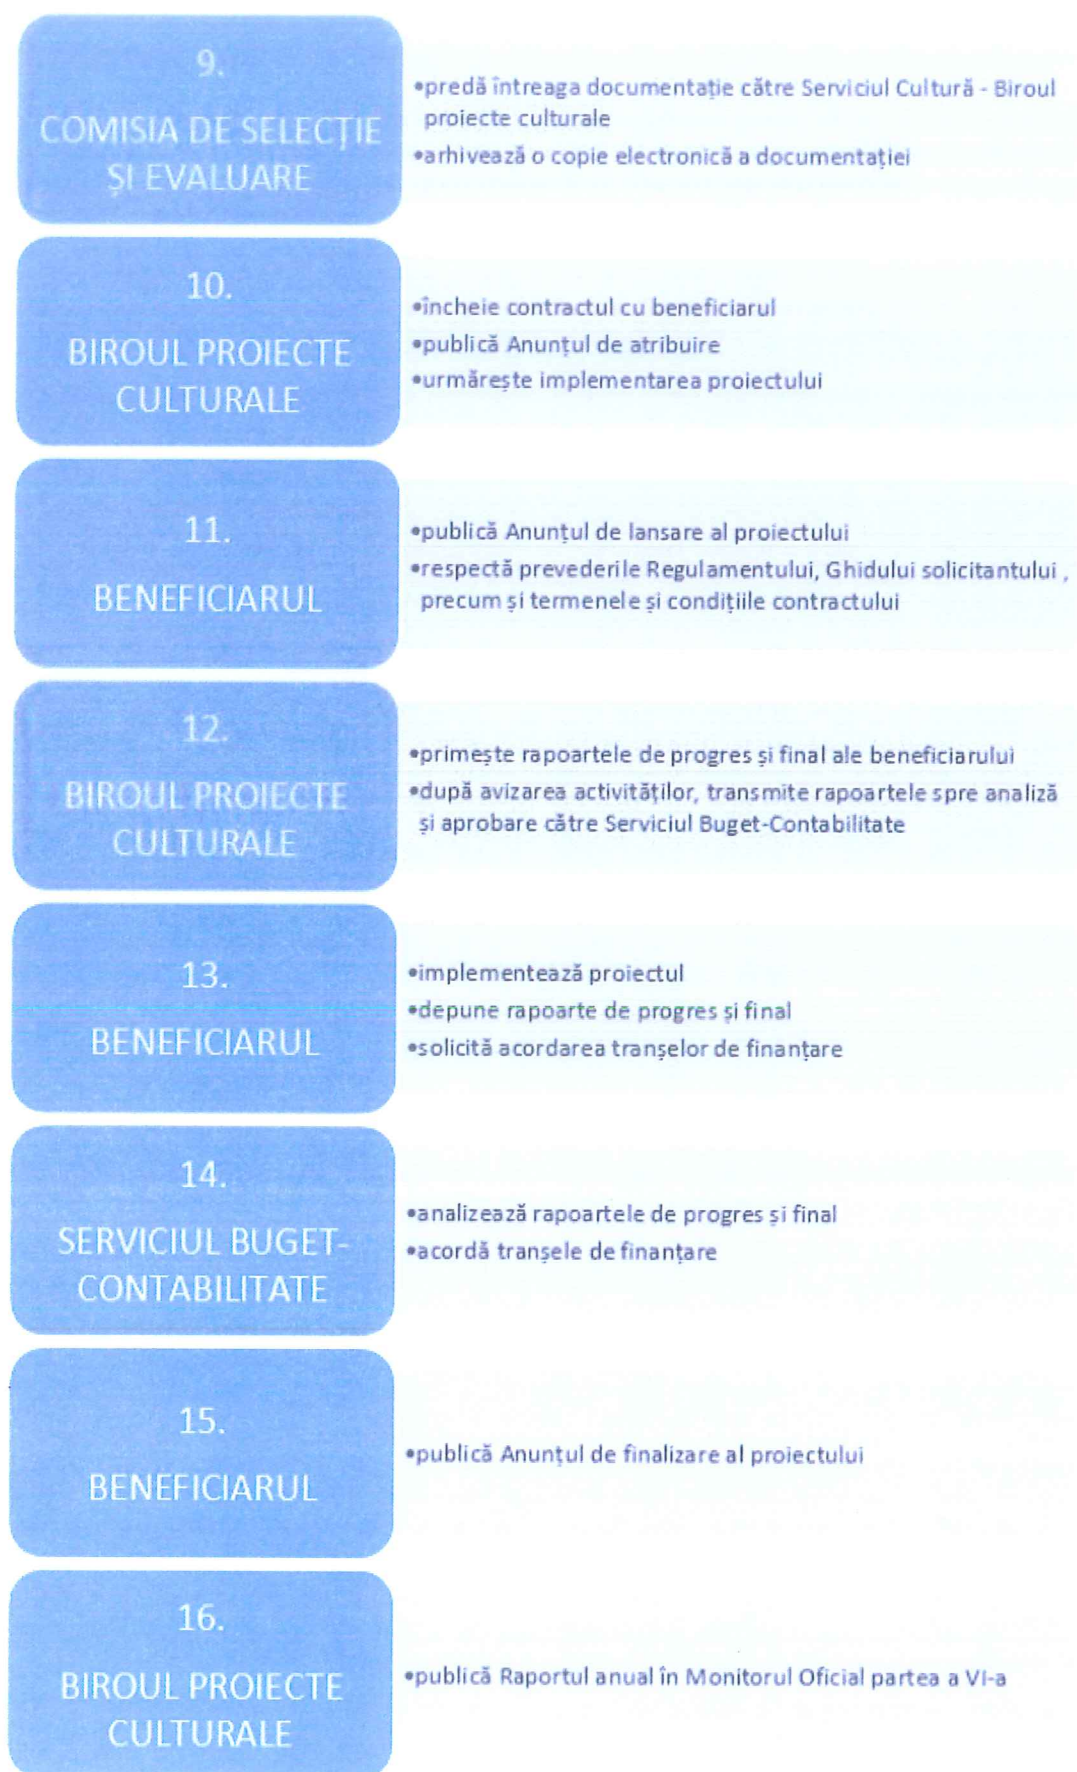 9.
COMISIA DE SELECȚIE
ȘI EVALUARE
•predă întreaga documentație către Serviciul Cultură - Biroul
proiecte culturale
•arhivează o copie electronică a documentației
10.
BIROUL PROIECTE
CULTURALE
•încheie contractul cu beneficiarul
•publică Anunțul de atribuire
•urmărește implementarea proiectului
11.
BENEFICIARUL
•publică Anunțul de lansare al proiectului
•respectă prevederile Regulamentului, Ghidului solicitantului ,
precum și termenele și condițiile contractului
12.
BIROUL PROIECTE
CULTURALE
•primește rapoartele de progres și final ale beneficiarului
•după avizarea activităților, transmite rapoartele spre analiză
și aprobare către Serviciul Buget-Contabilitate
13.
BENEFICIARUL
•implementează proiectul
•depune rapoarte de progres și final
•solicită acordarea tranșelor de finanțare
14.
SERVICIUL BUGET-
CONTABILITATE
•analizează rapoartele de progres și final
•acordă tranșele de finanțare
15.
BENEFICIARUL
•publică Anunțul de finalizare al proiectului
16.
BIROUL PROIECTE
CULTURALE
•publică Raportul anual în Monitorul Oficial partea a VI-a